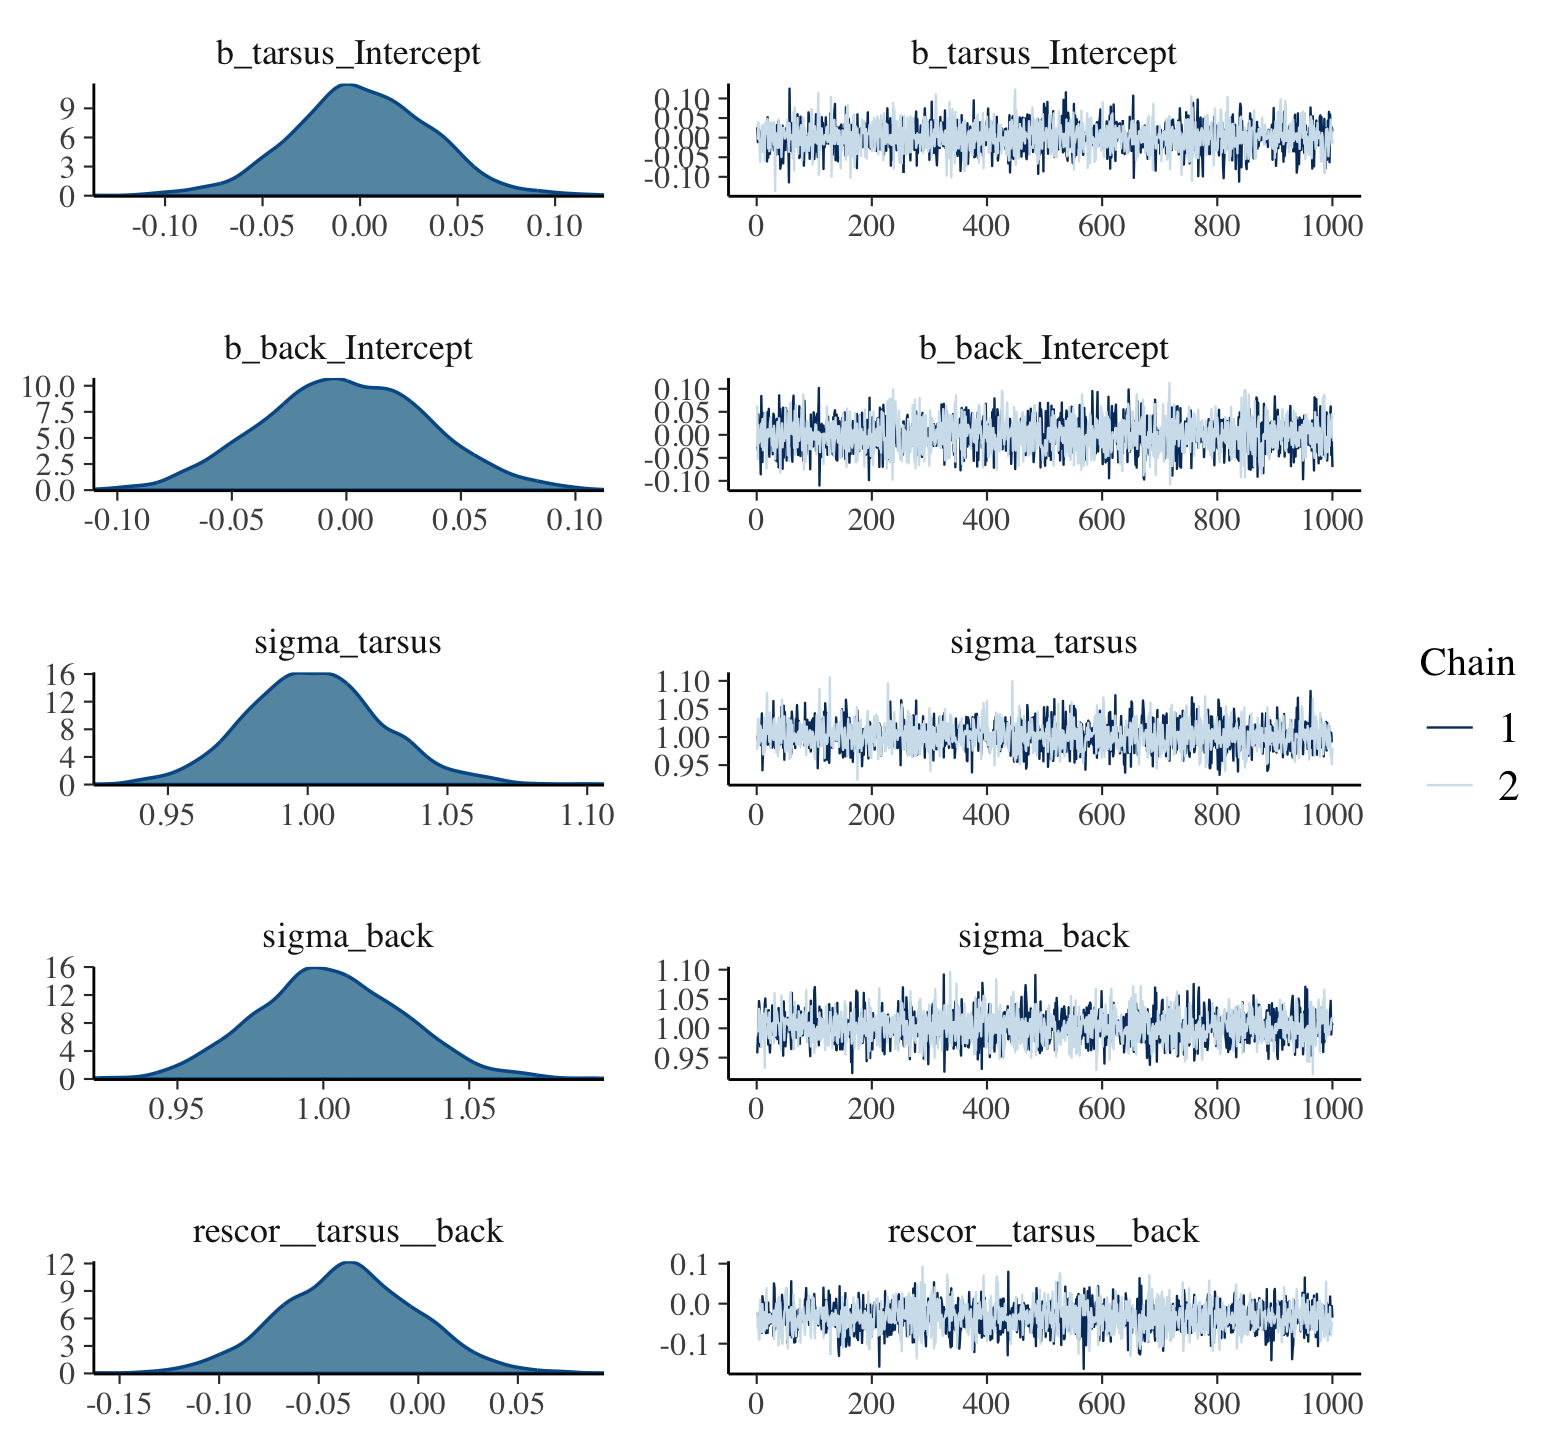 b_tarsus_Intercept
9
6
3
0
-0.10 -0.05 0.00 0.05 0.10
b_tarsus_Intercept
0.10
0.05
0.00
-0.05
-0.10
0 200 400 600 800 1000
b_back_Intercept
10.0
7.5
5.0
2.5
0.0
-0.10 -0.05 0.00 0.05 0.10
b_back_Intercept
0.10
0.05
0.00
-0.05
-0.10
0 200 400 600 800 1000
sigma_tarsus
16
12
8
4
0
0.95 1.00 1.05 1.10
sigma_tarsus
1.10
1.05
1.00
0.95
0 200 400 600 800 1000
Chain
1
2
sigma_back
16
12
8
4
0
0.95 1.00 1.05
sigma_back
1.10
1.05
1.00
0.95
0 200 400 600 800 1000
rescor__tarsus__back
12
9
6
3
0
-0.15 -0.10 -0.05 0.00 0.05
rescor__tarsus__back
0.1
0.0
-0.1
0 200 400 600 800 1000